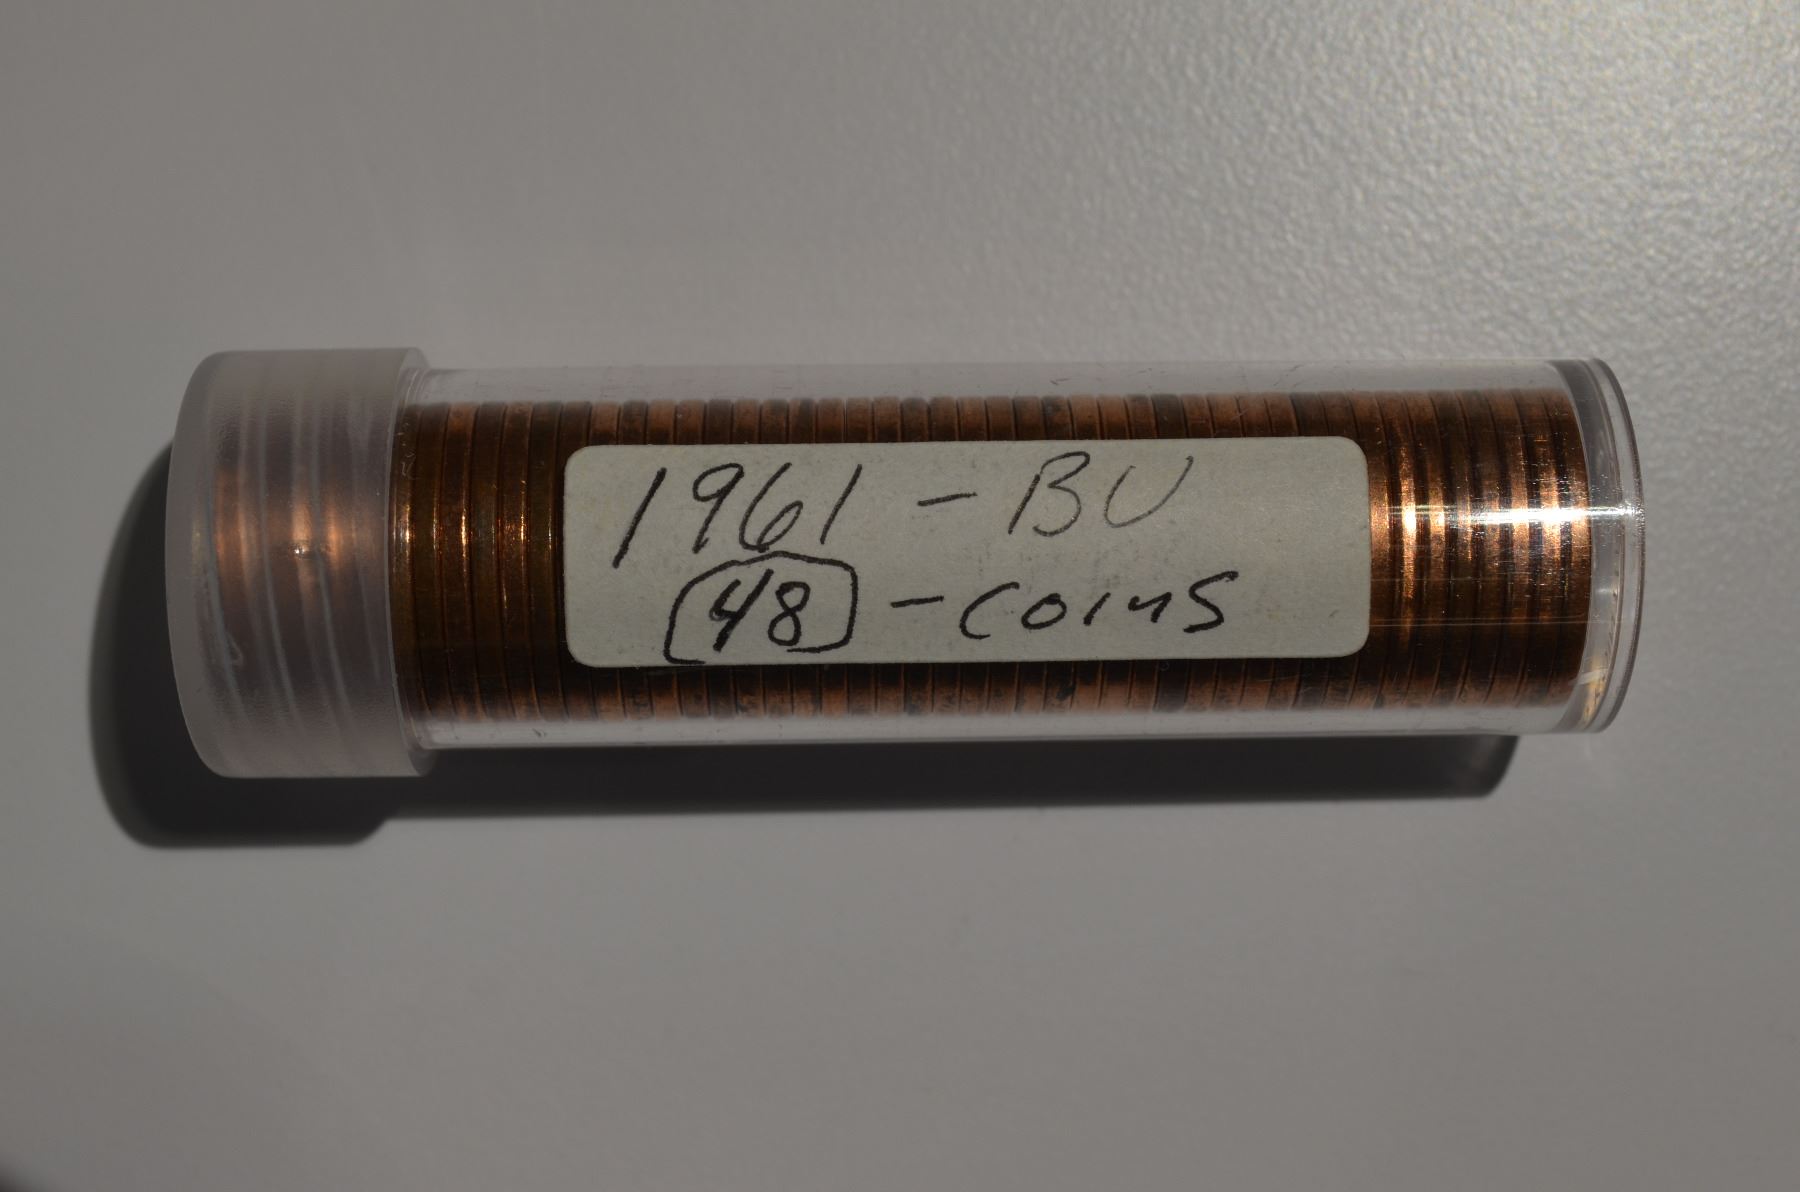 1961 - BU
48 - coins